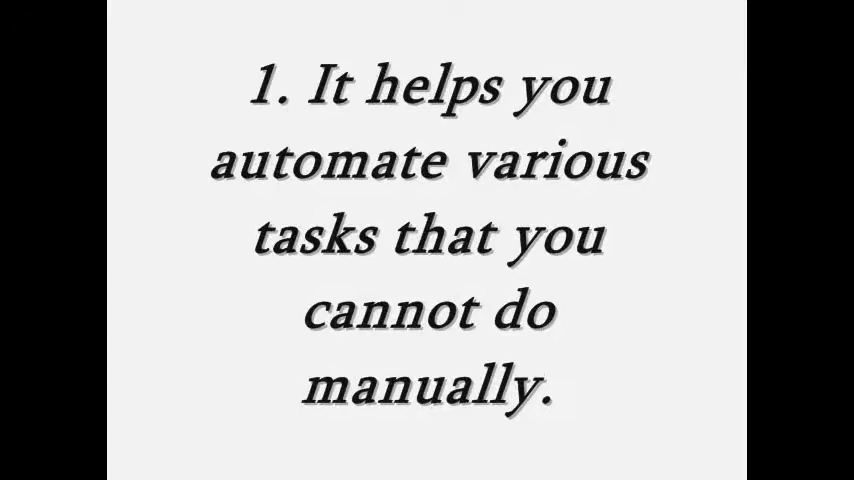 1. It helps you
automate various
tasks that you
cannot do
manually.